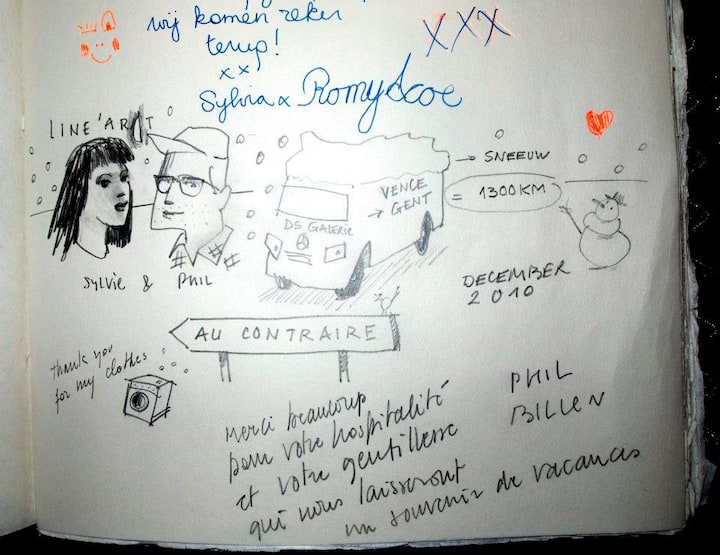 wij komen zeker
terug!
xxx
xx
Sylvia x Romy & Zoe
LINE'ART
→ SNEEUW
VENCE
→ GENT
= 1300KM
DS GALERIE
SYLVIE & PHIL
DECEMBER
2010
AU CONTRAIRE
Thank you
for my clothes
PHIL
BILLEN
Merci beaucoup
pour votre hospitalité
et votre gentillesse
qui nous laisseront
un souvenir de vacances